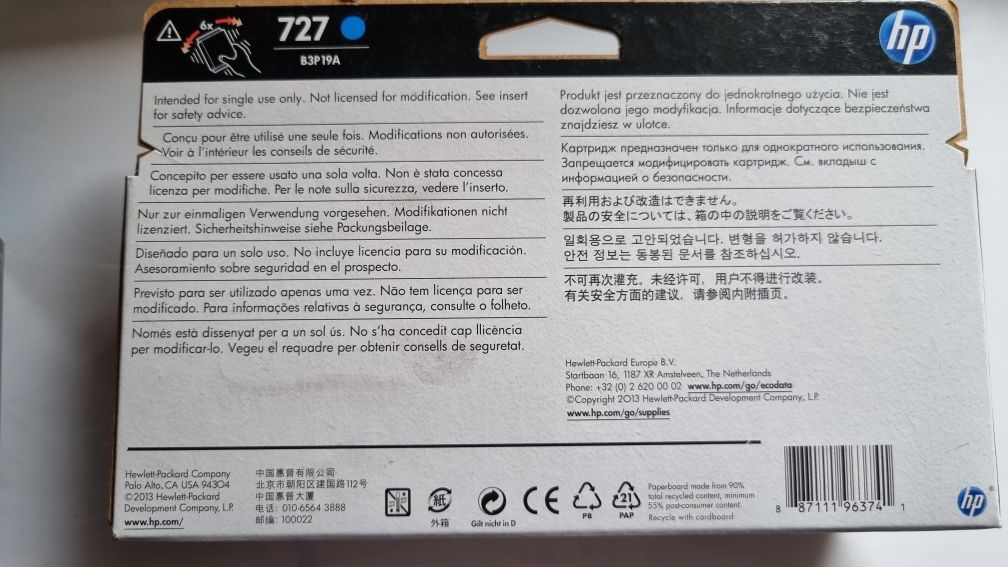 6x
727
B3P19A
hp
Intended for single use only. Not licensed for modification. See insert
for safety advice.
Conçu pour être utilisé une seule fois. Modifications non autorisées.
Voir à l'intérieur les conseils de sécurité.
Concepito per essere usato una sola volta. Non è stata concessa
licenza per modifiche. Per le note sulla sicurezza, vedere l'inserto.
Nur zur einmaligen Verwendung vorgesehen. Modifikationen nicht
lizenziert. Sicherheitshinweise siehe Packungsbeilage.
Diseñado para un solo uso. No incluye licencia para su modificación.
Asesoramiento sobre seguridad en el prospecto.
Previsto para ser utilizado apenas uma vez. Não tem licença para ser
modificado. Para informações relativas à segurança, consulte o folheto.
Només està dissenyat per a un sol ús. No s'ha concedit cap llicència
per modificar-lo. Vegeu el requadre per obtenir consells de seguretat.
Produkt jest przeznaczony do jednokrotnego użycia. Nie jest
dozwolona jego modyfikacja. Informacje dotyczące bezpieczeństwa
znajdziesz w ulotce.
Картридж предназначен только для однократного использования.
Запрещается модифицировать картридж. См. вкладыш с
информацией о безопасности.
再利用および改造はできません。
製品の安全については、箱の中の説明をご覧ください。
일회용으로 고안되었습니다. 변형을 허가하지 않습니다.
안전 정보는 동봉된 문서를 참조하십시오.
不可再次灌充。未经许可，用户不得进行改装。
有关安全方面的建议，请参阅内附插页。
Hewlett-Packard Europe B.V.
Startbaan 16, 1187 XR Amstelveen, The Netherlands
Phone: +32 (0) 2 620 00 02 www.hp.com/go/ecodata
©Copyright 2013 Hewlett-Packard Development Company, L.P.
www.hp.com/go/supplies
Hewlett-Packard Company
Palo Alto, CA USA 94304
©2013 Hewlett-Packard
Development Company, L.P.
www.hp.com/
中国惠普有限公司
北京市朝阳区建国路112号
中国惠普大厦
电话: 010-6564 3888
邮编: 100022
紙
外箱
Gilt nicht in D
CE
PB
21
PAP
Paperboard made from 90%
total recycled content, minimum
55% post-consumer content.
Recycle with cardboard
8 87111 96374 1
hp®